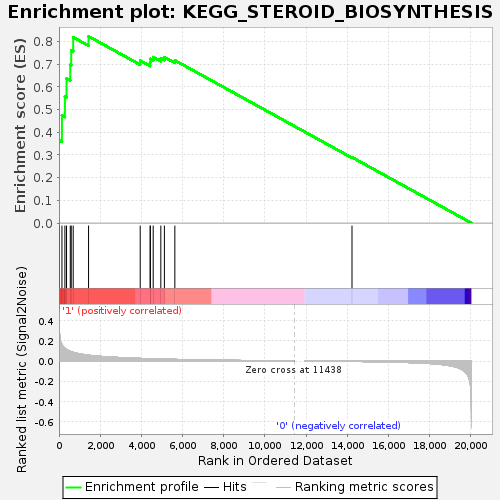 Enrichment plot: KEGG_STEROID_BIOSYNTHESIS
Enrichment score (ES)
0.8
0.7
0.6
0.5
0.4
0.3
0.2
0.1
0.0
'1' (positively correlated)
Ranked list metric (Signal2Noise)
0.4
0.2
0.0
-0.2
-0.4
-0.6
Zero cross at 11438
'0' (negatively correlated)
0 2,000 4,000 6,000 8,000 10,000 12,000 14,000 16,000 18,000 20,000
Rank in Ordered Dataset
Enrichment profile Hits Ranking metric scores